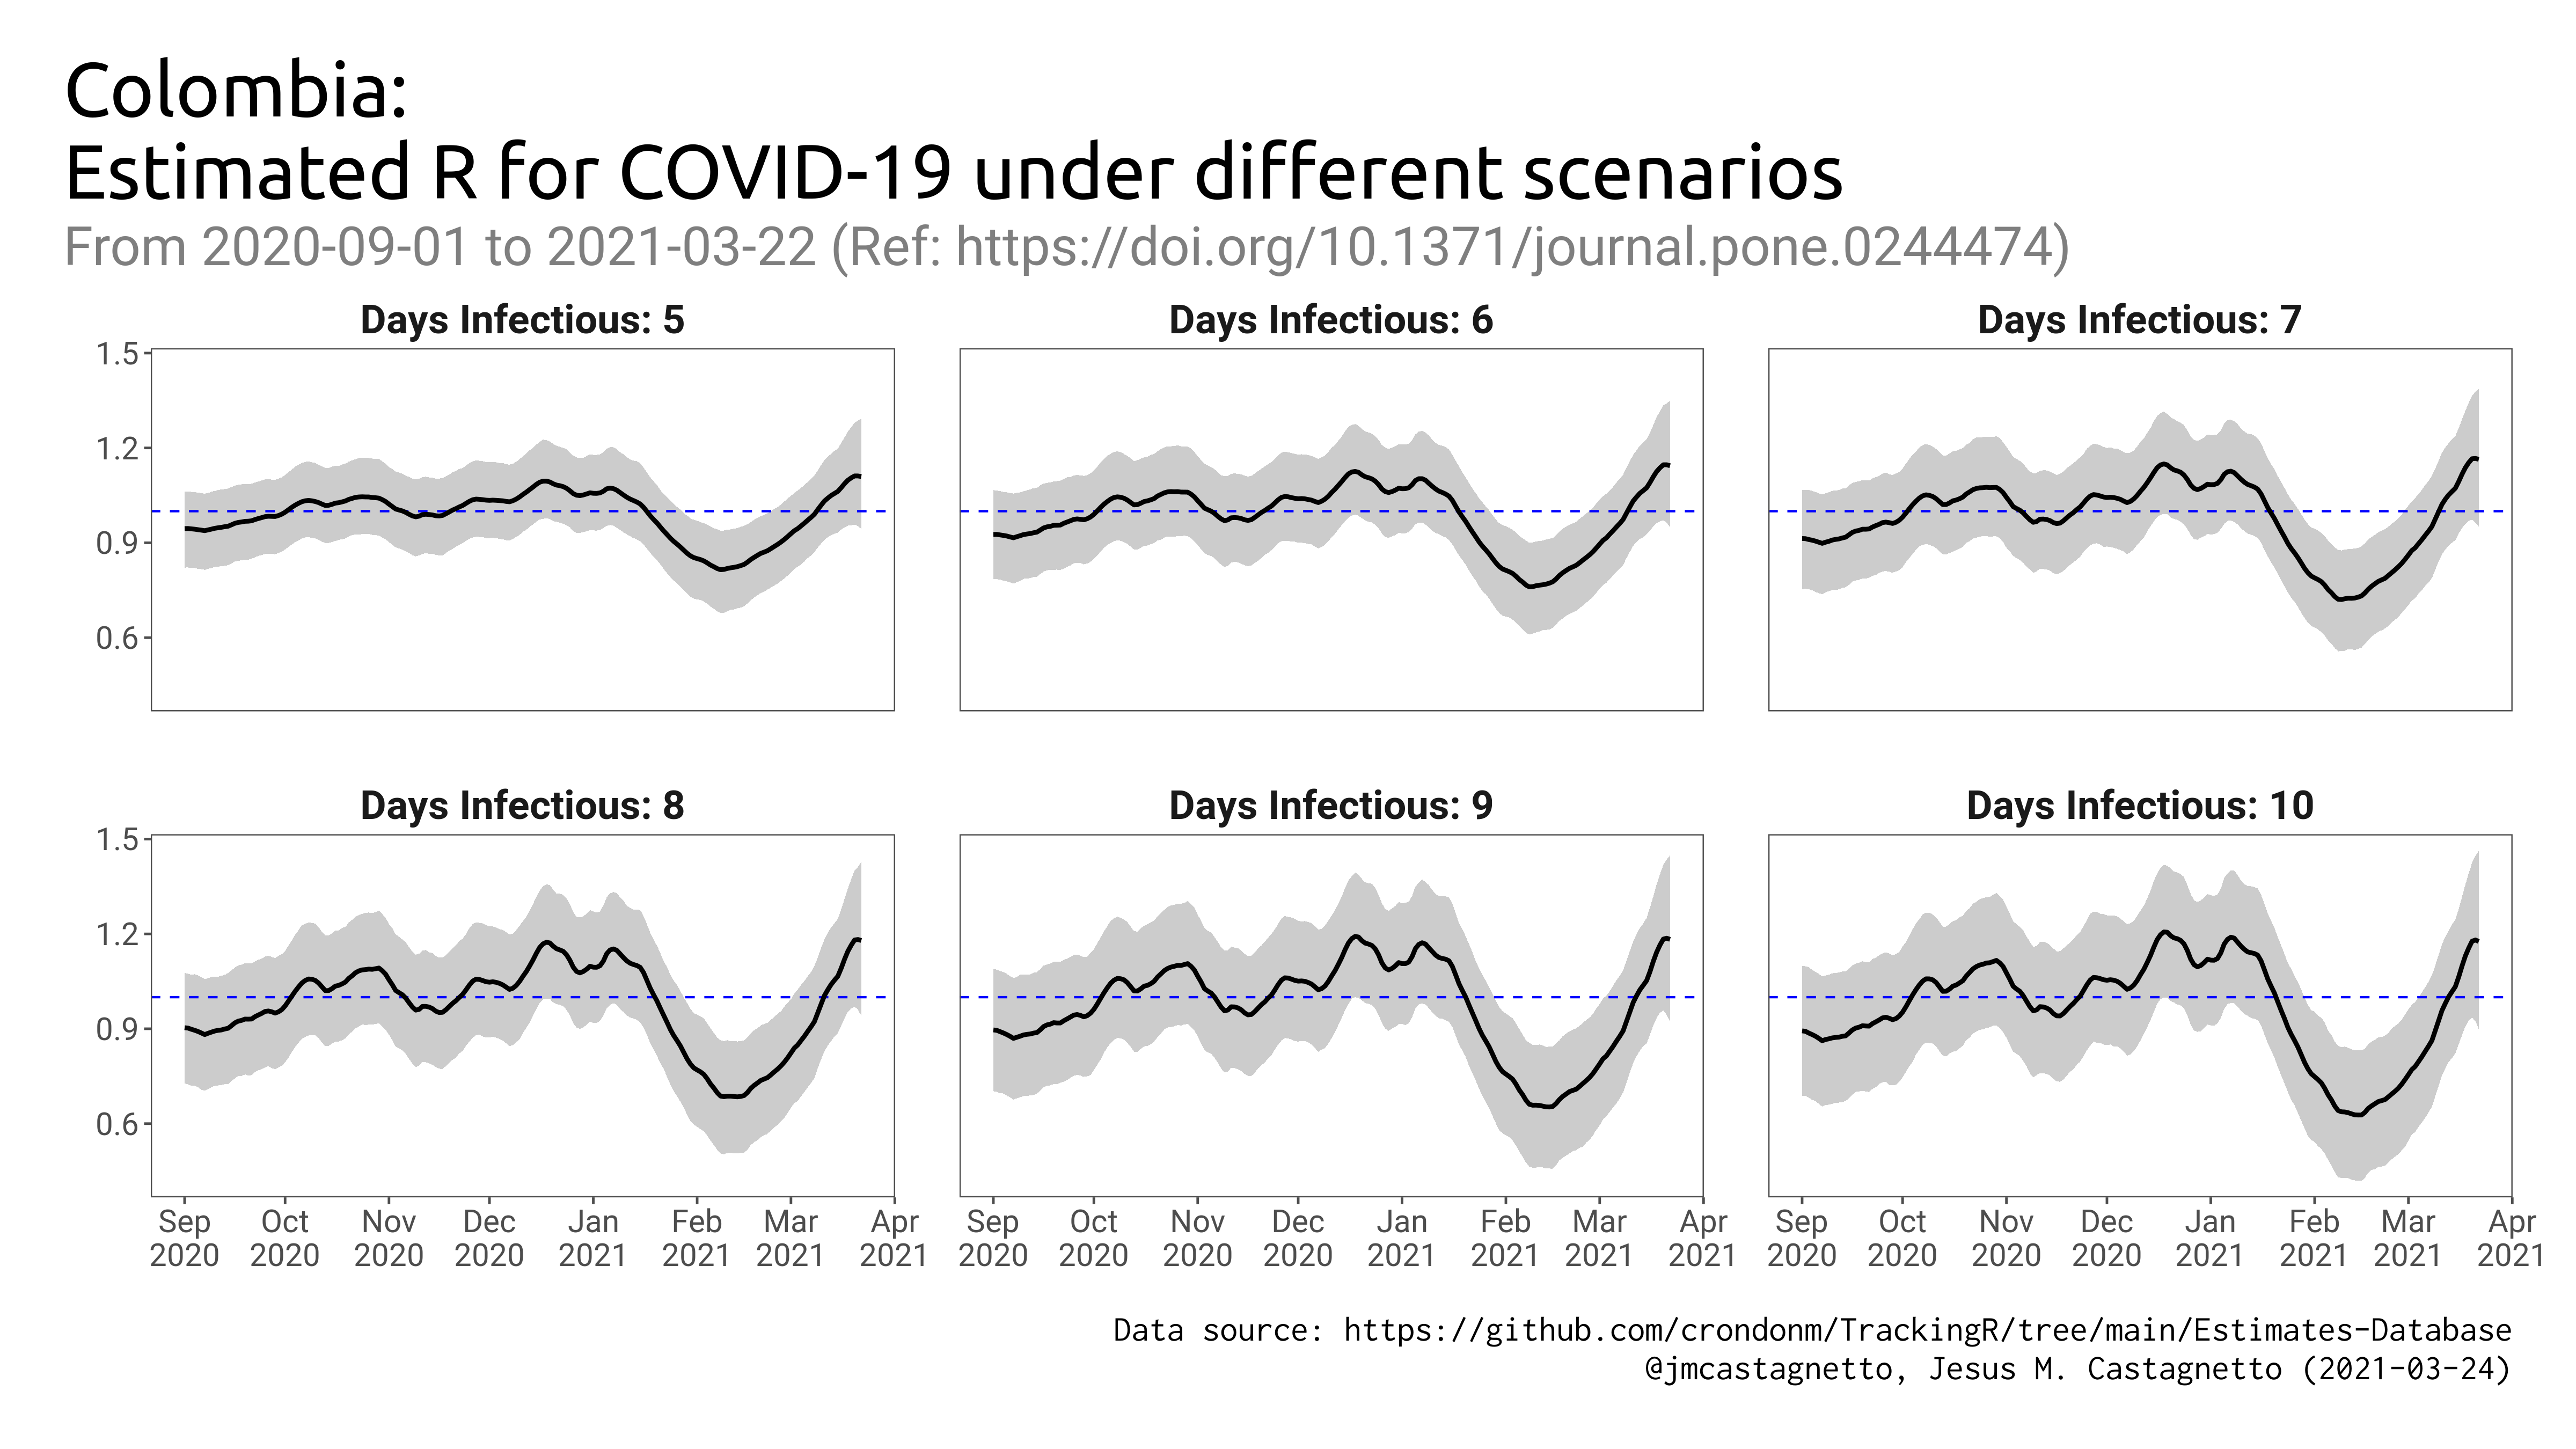 Colombia:
Estimated R for COVID-19 under different scenarios
From 2020-09-01 to 2021-03-22 (Ref: https://doi.org/10.1371/journal.pone.0244474)
Days Infectious: 5
Days Infectious: 6
Days Infectious: 7
1.5
1.2
0.9
0.6
Days Infectious: 8
Days Infectious: 9
Days Infectious: 10
1.5
1.2
0.9
0.6
Sep Oct Nov Dec Jan Feb Mar Apr
2020 2020 2020 2020 2021 2021 2021 2021
Sep Oct Nov Dec Jan Feb Mar Apr
2020 2020 2020 2020 2021 2021 2021 2021
Sep Oct Nov Dec Jan Feb Mar Apr
2020 2020 2020 2020 2021 2021 2021 2021
Data source: https://github.com/crondonm/TrackingR/tree/main/Estimates-Database
@jmcastagnetto, Jesus M. Castagnetto (2021-03-24)